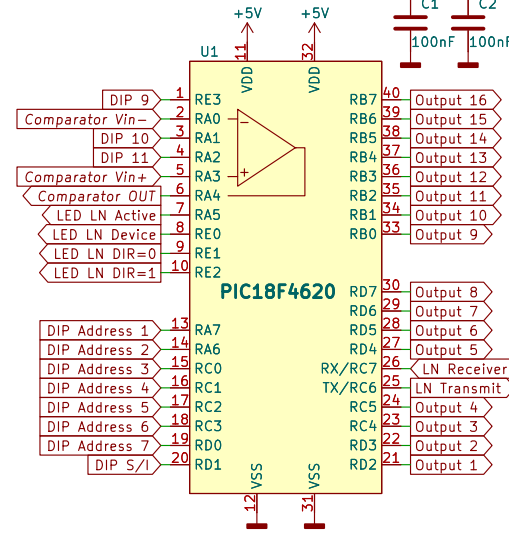 C1 C2
+5V +5V
100nF 100nF
U1 11 32
VDD VDD
DIP 9 1 RE3 RB7 40 Output 16
Comparator Vin− 2 RA0 − RB6 39 Output 15
DIP 10 3 RA1 RB5 38 Output 14
DIP 11 4 RA2 RB4 37 Output 13
Comparator Vin+ 5 RA3 + RB3 36 Output 12
Comparator OUT 6 RA4 RB2 35 Output 11
LED LN Active 7 RA5 RB1 34 Output 10
LED LN Device 8 RE0 RB0 33 Output 9
LED LN DIR=0 9 RE1
LED LN DIR=1 10 RE2
PIC18F4620 RD7 30 Output 8
RD6 29 Output 7
DIP Address 1 13 RA7 RD5 28 Output 6
DIP Address 2 14 RA6 RD4 27 Output 5
DIP Address 3 15 RC0 RX/RC7 26 LN Receiver
DIP Address 4 16 RC1 TX/RC6 25 LN Transmit
DIP Address 5 17 RC2 RC5 24 Output 4
DIP Address 6 18 RC3 RC4 23 Output 3
DIP Address 7 19 RD0 RD3 22 Output 2
DIP S/I 20 RD1 RD2 21 Output 1
VSS VSS
12 31